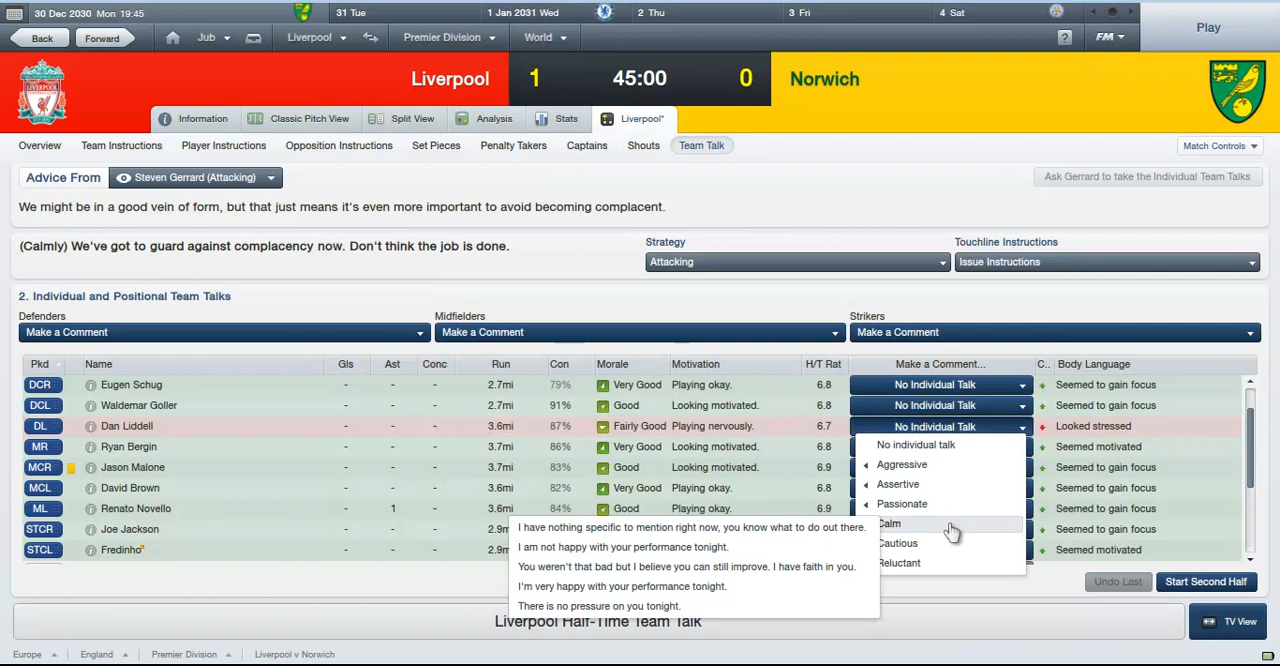 30 Dec 2030 Mon 19:45
31 Tue
1 Jan 2031 Wed
2 Thu
3 Fri
4 Sat
Play
Back
Forward
Job
Liverpool
Premier Division
World
?
FM
Liverpool
1
45:00
0
Norwich
Information
Classic Pitch View
Split View
Analysis
Stats
Liverpool*
Overview
Team Instructions
Player Instructions
Opposition Instructions
Set Pieces
Penalty Takers
Captains
Shouts
Team Talk
Match Controls
Advice From
Steven Gerrard (Attacking)
Ask Gerrard to take the Individual Team Talks
We might be in a good vein of form, but that just means it's even more important to avoid becoming complacent.
(Calmly) We've got to guard against complacency now. Don't think the job is done.
Strategy
Attacking
Touchline Instructions
Issue Instructions
2. Individual and Positional Team Talks
Defenders
Make a Comment
Midfielders
Make a Comment
Strikers
Make a Comment
Pkd Name Gls Ast Conc Run Con Morale Motivation H/T Rat Make a Comment... C.. Body Language
DCR Eugen Schug - - - 2.7mi 79% Very Good Playing okay. 6.8 No Individual Talk Seemed to gain focus
DCL Waldemar Goller - - - 2.7mi 91% Good Looking motivated. 6.8 No Individual Talk Seemed to gain focus
DL Dan Liddell - - - 3.6mi 87% Fairly Good Playing nervously. 6.7 No Individual Talk Looked stressed
MR Ryan Bergin - - - 3.7mi 86% Very Good Looking motivated. 6.8 Seemed motivated
MCR Jason Malone - - - 3.7mi 83% Good Looking motivated. 6.9 Seemed to gain focus
MCL David Brown - - - 3.6mi 82% Very Good Playing okay. 6.8 Seemed to gain focus
ML Renato Novello - 1 - 3.6mi 84% Good Playing okay. 6.9 Seemed to gain focus
STCR Joe Jackson - 2.9m Seemed to gain focus
STCL Fredinho - 2.9m Seemed motivated
No individual talk
Aggressive
Assertive
Passionate
Calm
Cautious
Reluctant
I have nothing specific to mention right now, you know what to do out there.
I am not happy with your performance tonight.
You weren't that bad but I believe you can still improve. I have faith in you.
I'm very happy with your performance tonight.
There is no pressure on you tonight.
Undo Last
Start Second Half
Liverpool Half-Time Team Talk
TV View
Europe
England
Premier Division
Liverpool v Norwich